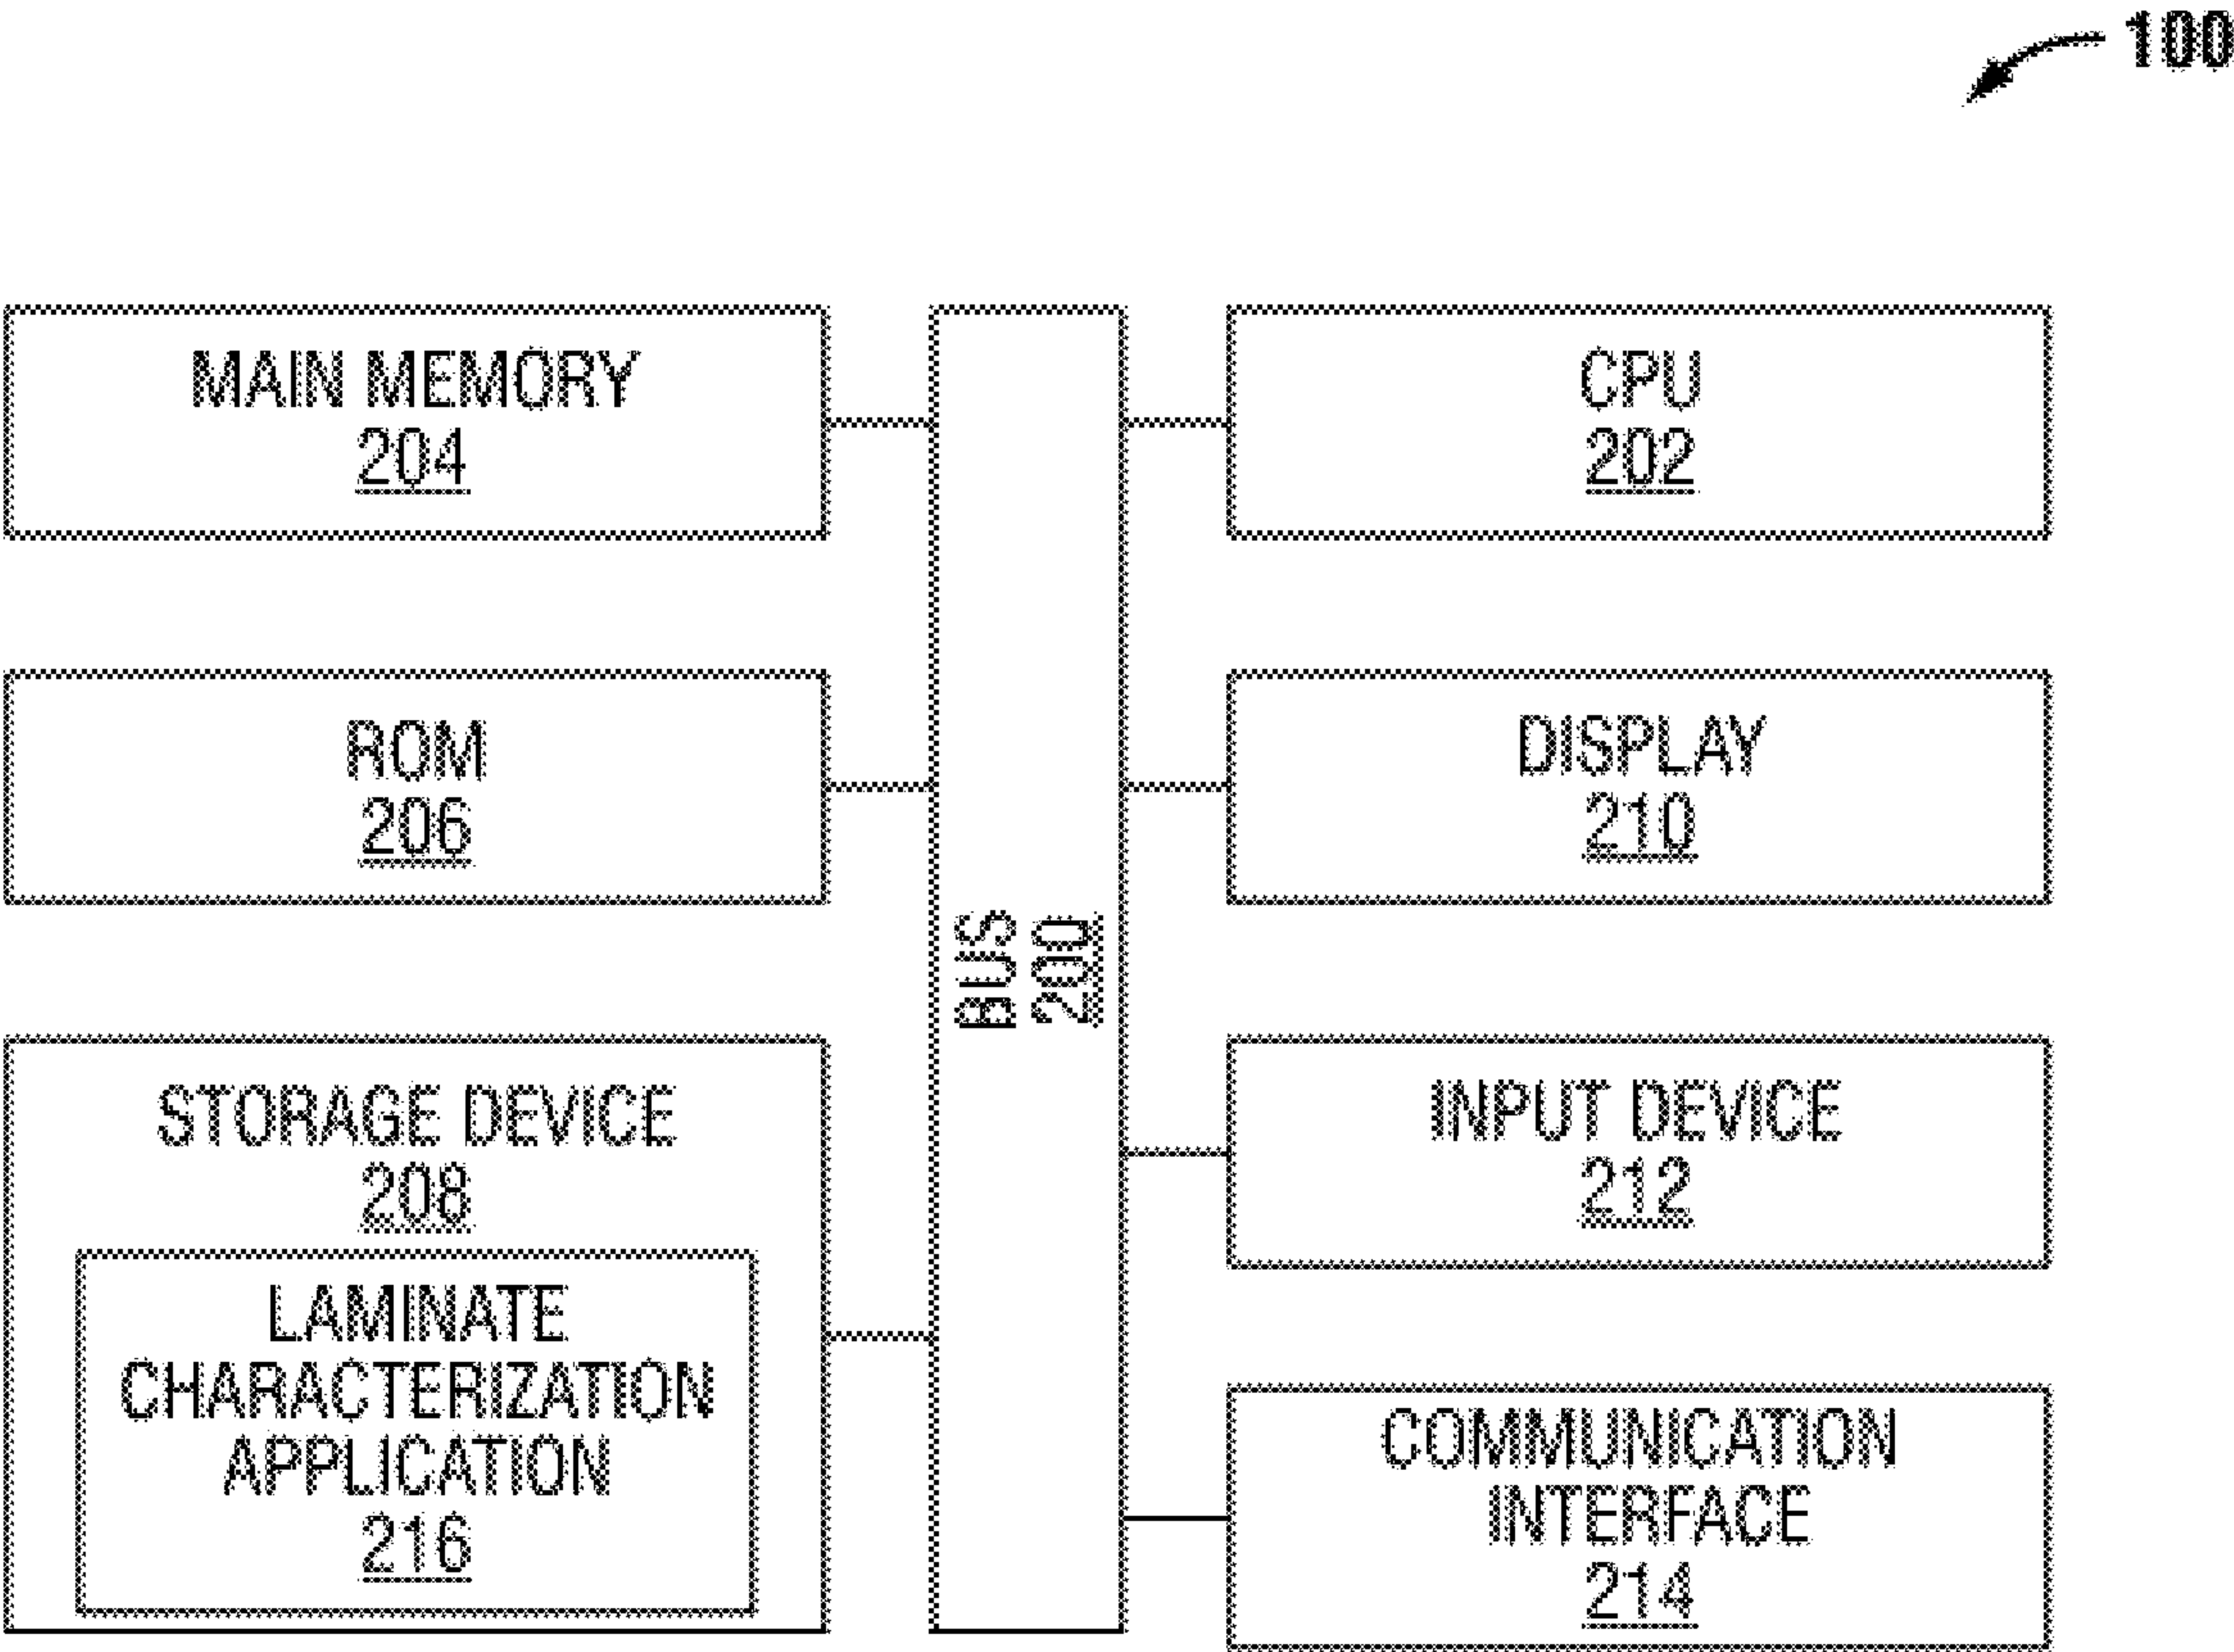 100
MAIN MEMORY
204
CPU
202
ROM
206
DISPLAY
210
BUS
200
STORAGE DEVICE
208
INPUT DEVICE
212
LAMINATE
CHARACTERIZATION
APPLICATION
216
COMMUNICATION
INTERFACE
214